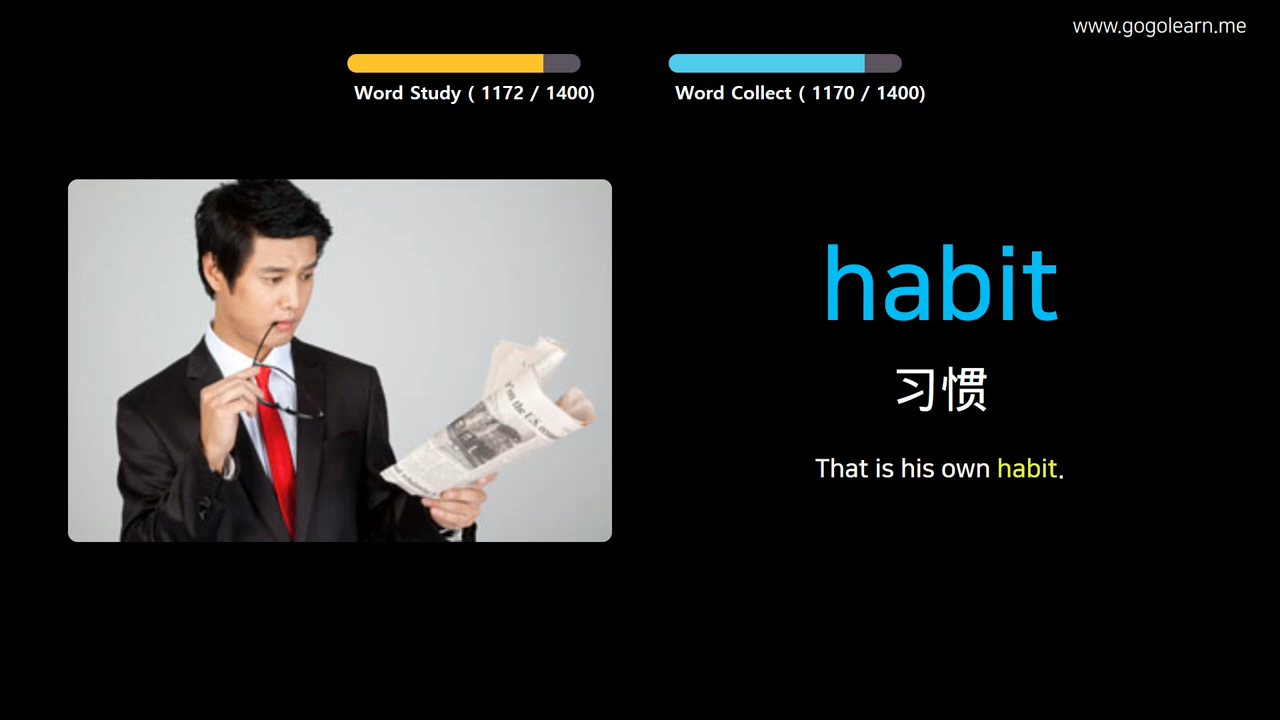 www.gogolearn.me
Word Study ( 1172 / 1400)
Word Collect ( 1170 / 1400)
habit
习惯
That is his own habit.